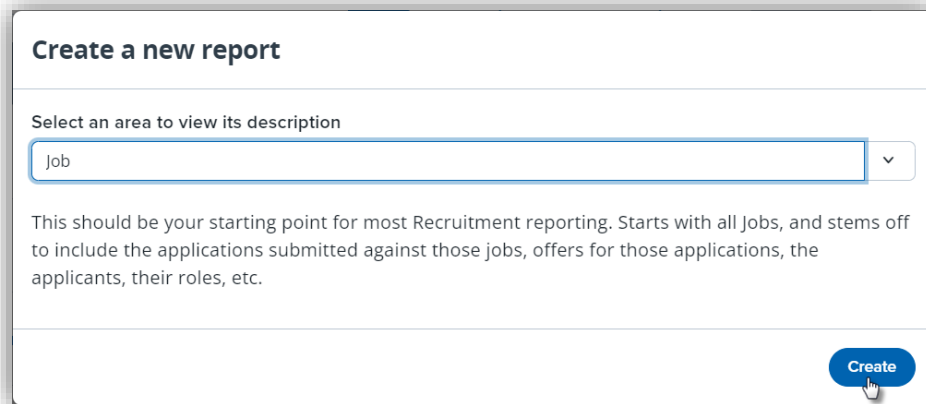 Create a new report
Select an area to view its description
Job
This should be your starting point for most Recruitment reporting. Starts with all Jobs, and stems off
to include the applications submitted against those jobs, offers for those applications, the
applicants, their roles, etc.
Create